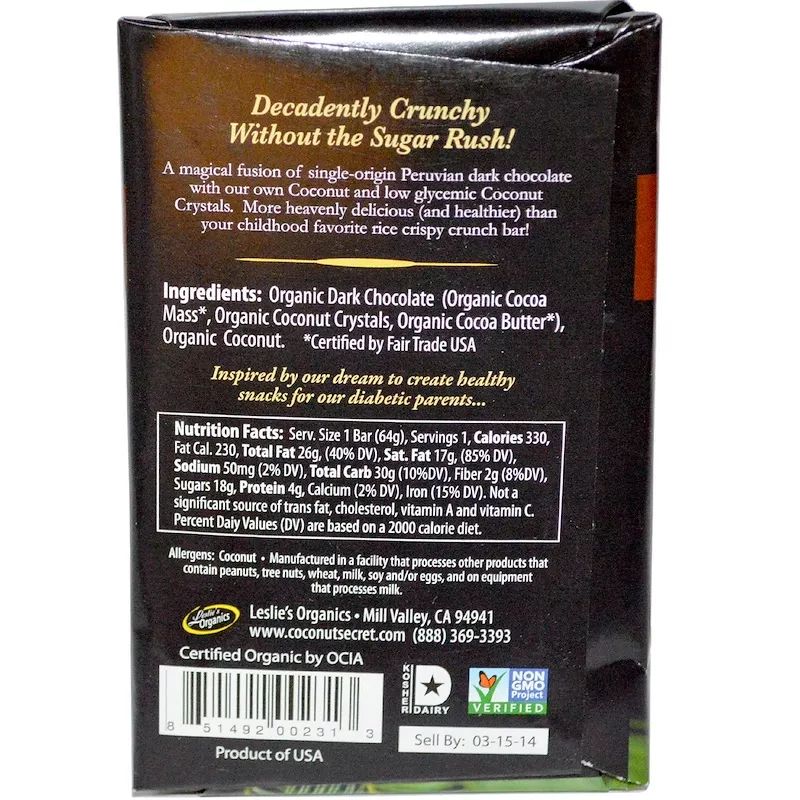 Decadently Crunchy
Without the Sugar Rush!
A magical fusion of single-origin Peruvian dark chocolate
with our own Coconut and low glycemic Coconut
Crystals. More heavenly delicious (and healthier) than
your childhood favorite rice crispy crunch bar!
Ingredients: Organic Dark Chocolate (Organic Cocoa
Mass*, Organic Coconut Crystals, Organic Cocoa Butter*),
Organic Coconut. *Certified by Fair Trade USA
Inspired by our dream to create healthy
snacks for our diabetic parents...
Nutrition Facts: Serv. Size 1 Bar (64g), Servings 1, Calories 330,
Fat Cal. 230, Total Fat 26g, (40% DV), Sat. Fat 17g, (85% DV),
Sodium 50mg (2% DV), Total Carb 30g (10%DV), Fiber 2g (8%DV),
Sugars 18g, Protein 4g, Calcium (2% DV), Iron (15% DV). Not a
significant source of trans fat, cholesterol, vitamin A and vitamin C.
Percent Daiy Values (DV) are based on a 2000 calorie diet.
Allergens: Coconut • Manufactured in a facility that processes other products that
contain peanuts, tree nuts, wheat, milk, soy and/or eggs, and on equipment
that processes milk.
Leslie's
Organics
Leslie's Organics • Mill Valley, CA 94941
www.coconutsecret.com (888) 369-3393
Certified Organic by OCIA
KOSHER
D
DAIRY
NON
GMO
Project
VERIFIED
8 51492 00231 3
Sell By: 03-15-14
Product of USA